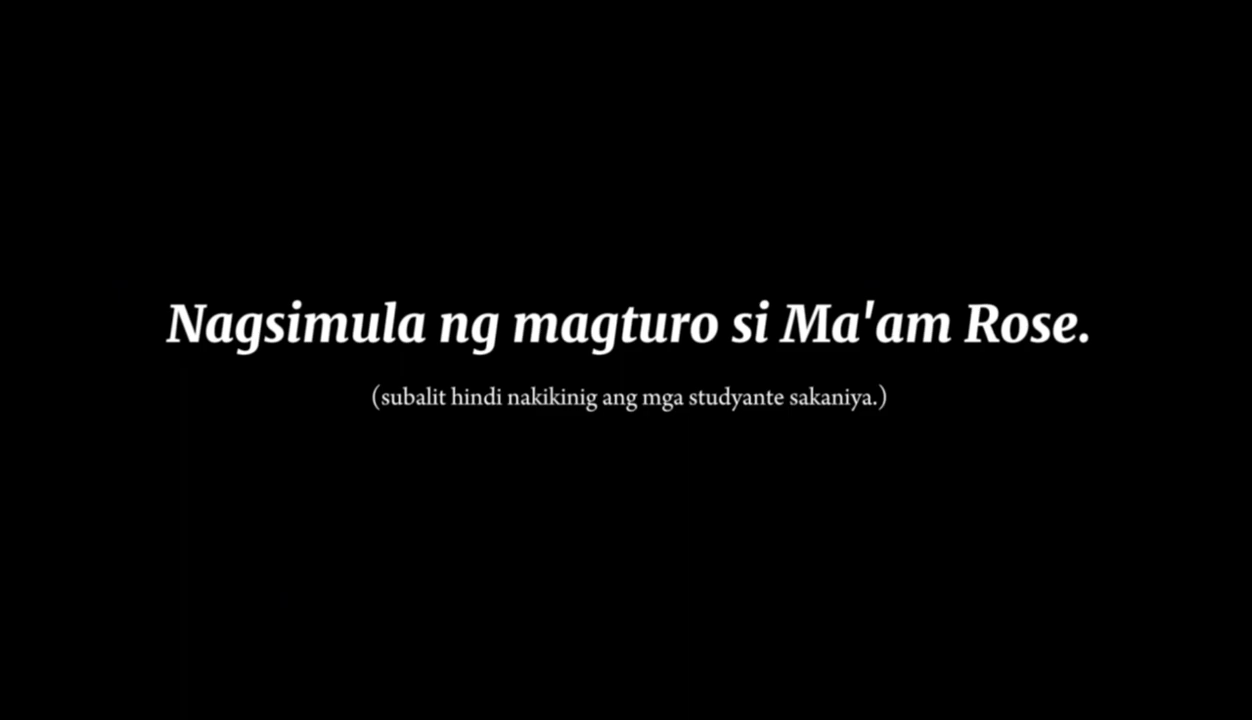 Nagsimula ng magturo si Ma'am Rose.
(subalit hindi nakikinig ang mga studyante sakaniya.)